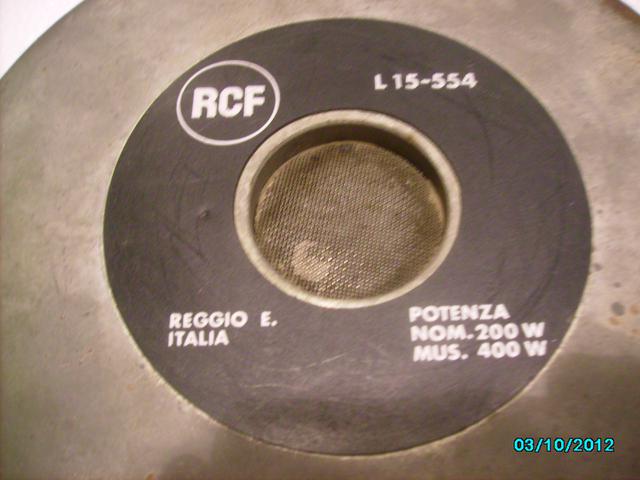 RCF
L 15-554
REGGIO E.
ITALIA
POTENZA
NOM. 200 W
MUS. 400 W
03/10/2012